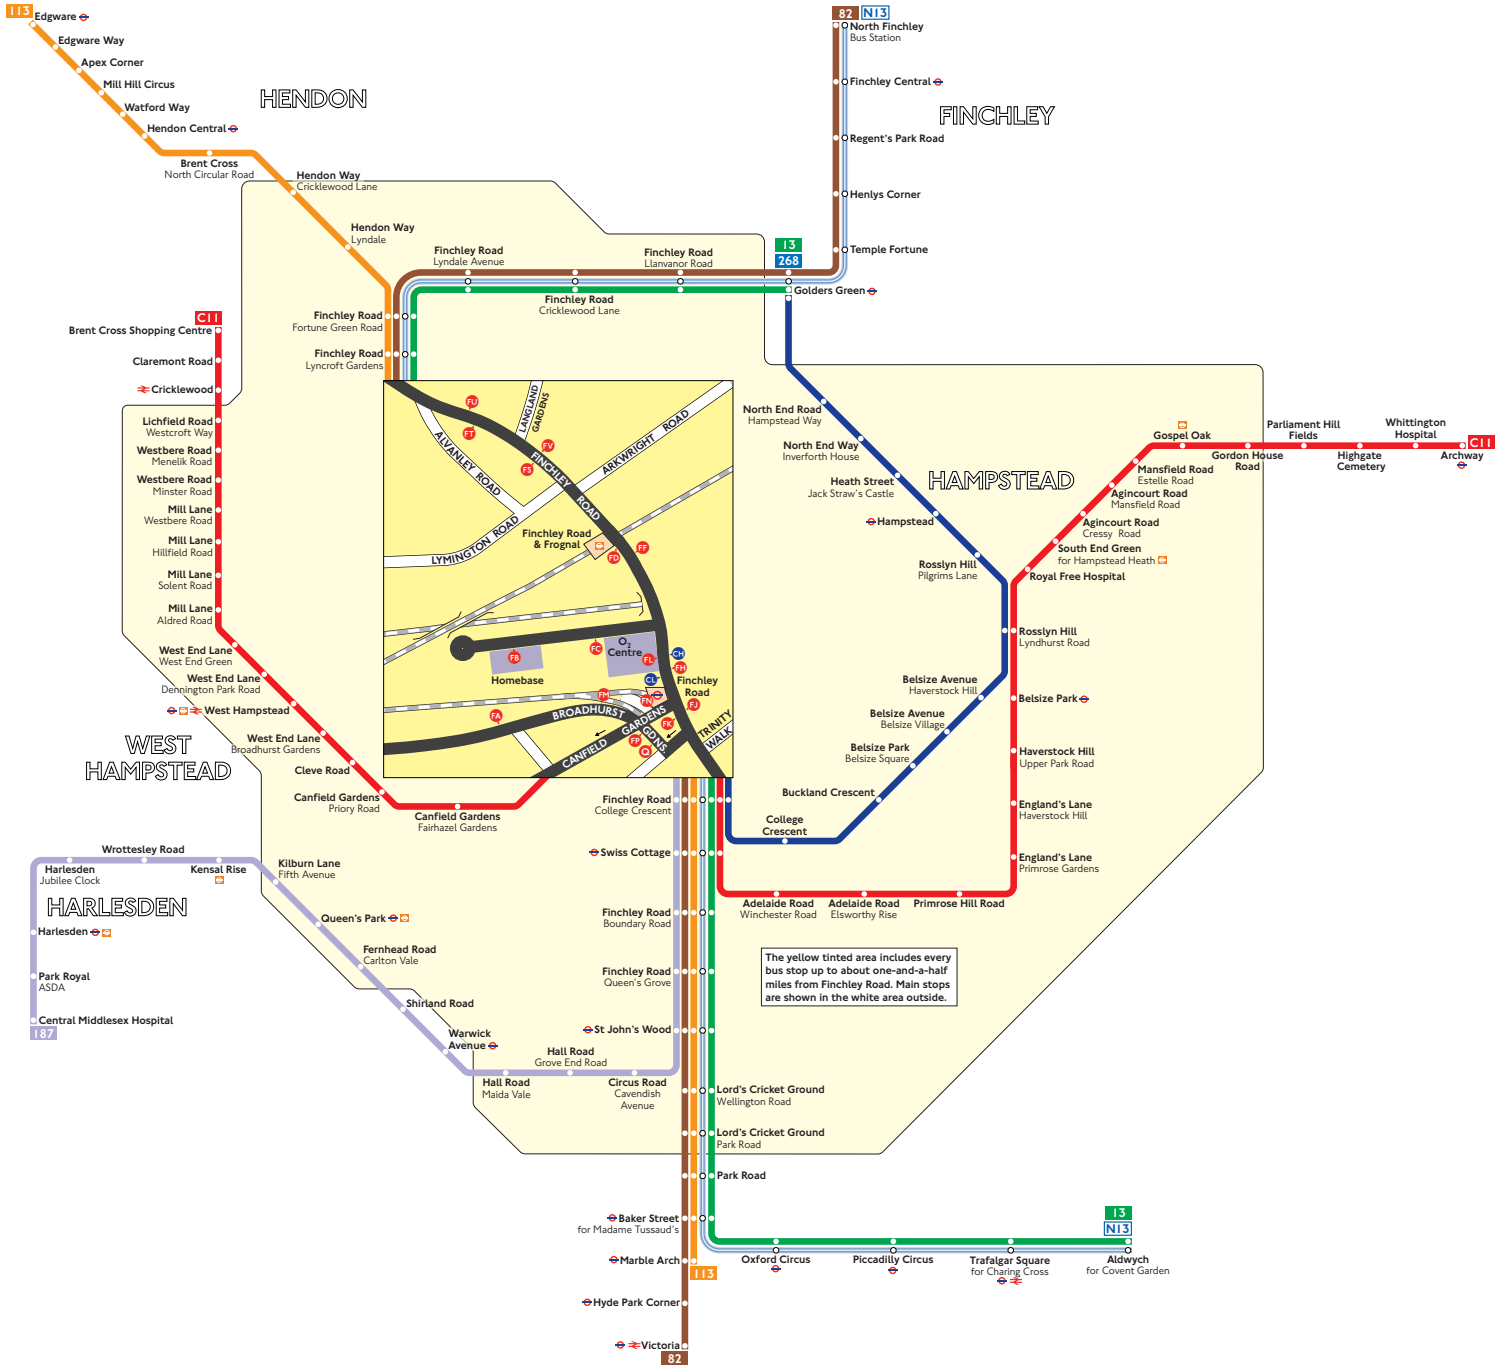 113
Edgware
Edgware Way
Apex Corner
Mill Hill Circus
Watford Way
Hendon Central
Brent Cross
North Circular Road
HENDON
Hendon Way
Cricklewood Lane
Hendon Way
Lyndale
82
N13
North Finchley
Bus Station
Finchley Central
FINCHLEY
Regent's Park Road
Henlys Corner
Temple Fortune
13
268
Golders Green
Finchley Road
Lyndale Avenue
Finchley Road
Llanvanor Road
Finchley Road
Cricklewood Lane
Finchley Road
Fortune Green Road
Finchley Road
Lyncroft Gardens
C11
Brent Cross Shopping Centre
Claremont Road
Cricklewood
Lichfield Road
Westcroft Way
Westbere Road
Menelik Road
Westbere Road
Minster Road
Mill Lane
Westbere Road
Mill Lane
Hillfield Road
Mill Lane
Solent Road
Mill Lane
Aldred Road
West End Lane
West End Green
West End Lane
Dennington Park Road
West Hampstead
West End Lane
Broadhurst Gardens
Cleve Road
Canfield Gardens
Priory Road
Canfield Gardens
Fairhazel Gardens
WEST
HAMPSTEAD
FU
FT
FV
FS
LANGLAND
GARDENS
ALVANLEY ROAD
FINCHLEY ROAD
ARKWRIGHT ROAD
LYMINGTON ROAD
Finchley Road
& Frognal
FD
FF
FC
FB
Homebase
O2
Centre
FL
CH
FH
CL
Finchley
Road
FM
FN
FJ
FA
BROADHURST
GDNS
CANFIELD GARDENS
FK
FP
Q
TRINITY
WALK
North End Road
Hampstead Way
North End Way
Inverforth House
Heath Street
Jack Straw's Castle
Hampstead
HAMPSTEAD
Rosslyn Hill
Pilgrims Lane
Rosslyn Hill
Lyndhurst Road
Belsize Avenue
Haverstock Hill
Belsize Avenue
Belsize Village
Belsize Park
Belsize Square
Buckland Crescent
College
Crescent
Gospel Oak
Gordon House
Road
Parliament Hill
Fields
Highgate
Cemetery
Whittington
Hospital
C11
Archway
Mansfield Road
Estelle Road
Agincourt Road
Mansfield Road
Agincourt Road
Cressy Road
South End Green
for Hampstead Heath
Royal Free Hospital
Belsize Park
Haverstock Hill
Upper Park Road
England's Lane
Haverstock Hill
England's Lane
Primrose Gardens
Primrose Hill Road
Adelaide Road
Elsworthy Rise
Adelaide Road
Winchester Road
Finchley Road
College Crescent
Swiss Cottage
Finchley Road
Boundary Road
Finchley Road
Queen's Grove
St John's Wood
Wrottesley Road
Harlesden
Jubilee Clock
Kensal Rise
Kilburn Lane
Fifth Avenue
HARLESDEN
Harlesden
Queen's Park
Park Royal
ASDA
Fernhead Road
Carlton Vale
Central Middlesex Hospital
187
Shirland Road
Warwick
Avenue
Hall Road
Maida Vale
Hall Road
Grove End Road
Circus Road
Cavendish
Avenue
The yellow tinted area includes every
bus stop up to about one-and-a-half
miles from Finchley Road. Main stops
are shown in the white area outside.
Lord's Cricket Ground
Wellington Road
Lord's Cricket Ground
Park Road
Park Road
Baker Street
for Madame Tussaud's
Marble Arch
113
Hyde Park Corner
Victoria
82
Oxford Circus
Piccadilly Circus
Trafalgar Square
for Charing Cross
13
N13
Aldwych
for Covent Garden